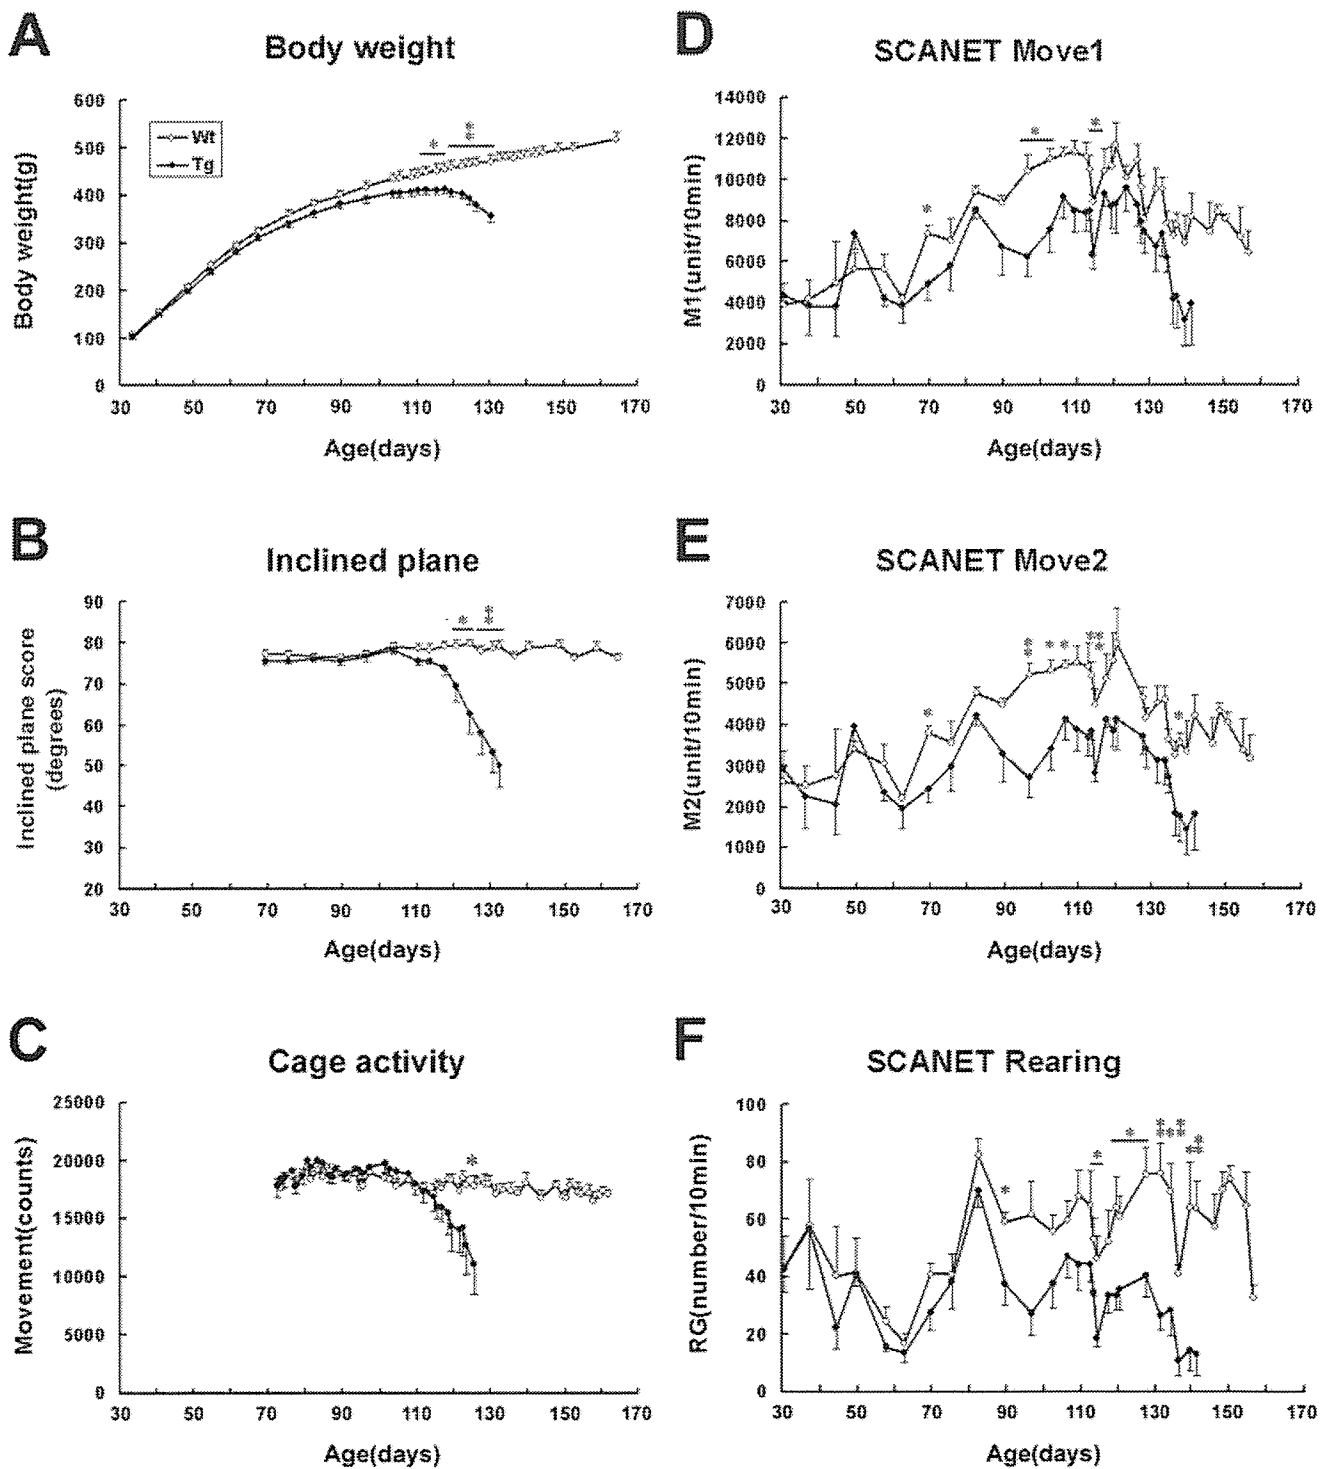 A
Body weight
Body weight(g)
600
500
400
300
200
100
0
Wt
Tg
*
**
30 50 70 90 110 130 150 170
Age(days)
B
Inclined plane
Inclined plane score
(degrees)
90
80
70
60
50
40
30
20
*
**
30 50 70 90 110 130 150 170
Age(days)
C
Cage activity
Movement(counts)
25000
20000
15000
10000
5000
0
*
30 50 70 90 110 130 150 170
Age(days)
D
SCANET Move1
M1(unit/10min)
14000
12000
10000
8000
6000
4000
2000
0
*
*
*
30 50 70 90 110 130 150 170
Age(days)
E
SCANET Move2
M2(unit/10min)
7000
6000
5000
4000
3000
2000
1000
0
*
**
*
*
**
**
*
30 50 70 90 110 130 150 170
Age(days)
F
SCANET Rearing
RG(number/10min)
100
80
60
40
20
0
*
*
*
**
*
**
*
**
30 50 70 90 110 130 150 170
Age(days)